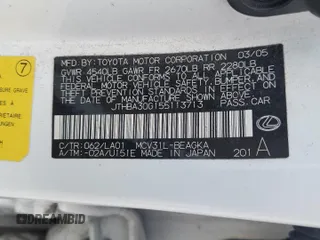 7
MFD. BY: TOYOTA MOTOR CORPORATION 03/05
GVWR 4540LB GAWR FR 2670LB RR 2280LB
THIS VEHICLE CONFORMS TO ALL APPLICABLE
FEDERAL MOTOR VEHICLE SAFETY, BUMPER, AND
THEFT PREVENTION STANDARDS IN EFFECT ON
THE DATE OF MANUFACTURE SHOWN ABOVE.
JTHBA30G155113713 PASS.CAR
C/TR: 062/LA01 MCV31L-BEAGKA
A/TM: -02A/U151E MADE IN JAPAN 201 A
AMDBID